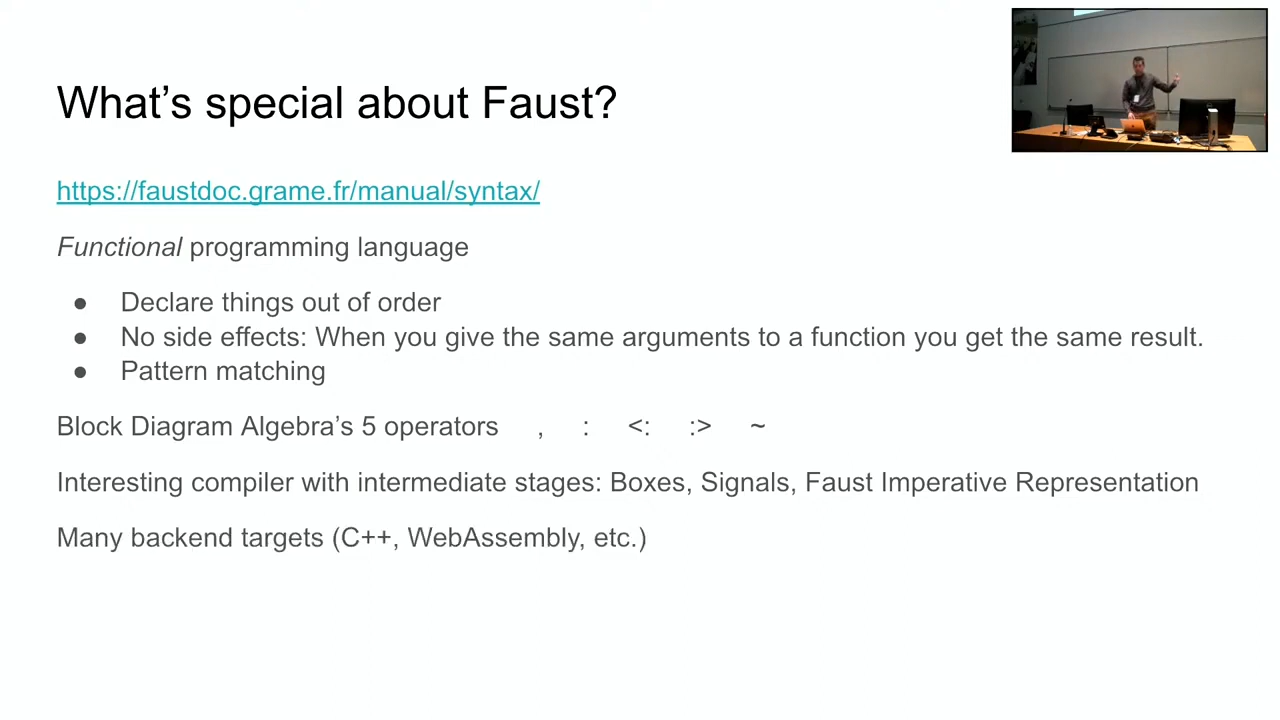 What's special about Faust?
https://faustdoc.grame.fr/manual/syntax/
Functional programming language
● Declare things out of order
● No side effects: When you give the same arguments to a function you get the same result.
● Pattern matching
Block Diagram Algebra's 5 operators , : <: :> ~
Interesting compiler with intermediate stages: Boxes, Signals, Faust Imperative Representation
Many backend targets (C++, WebAssembly, etc.)